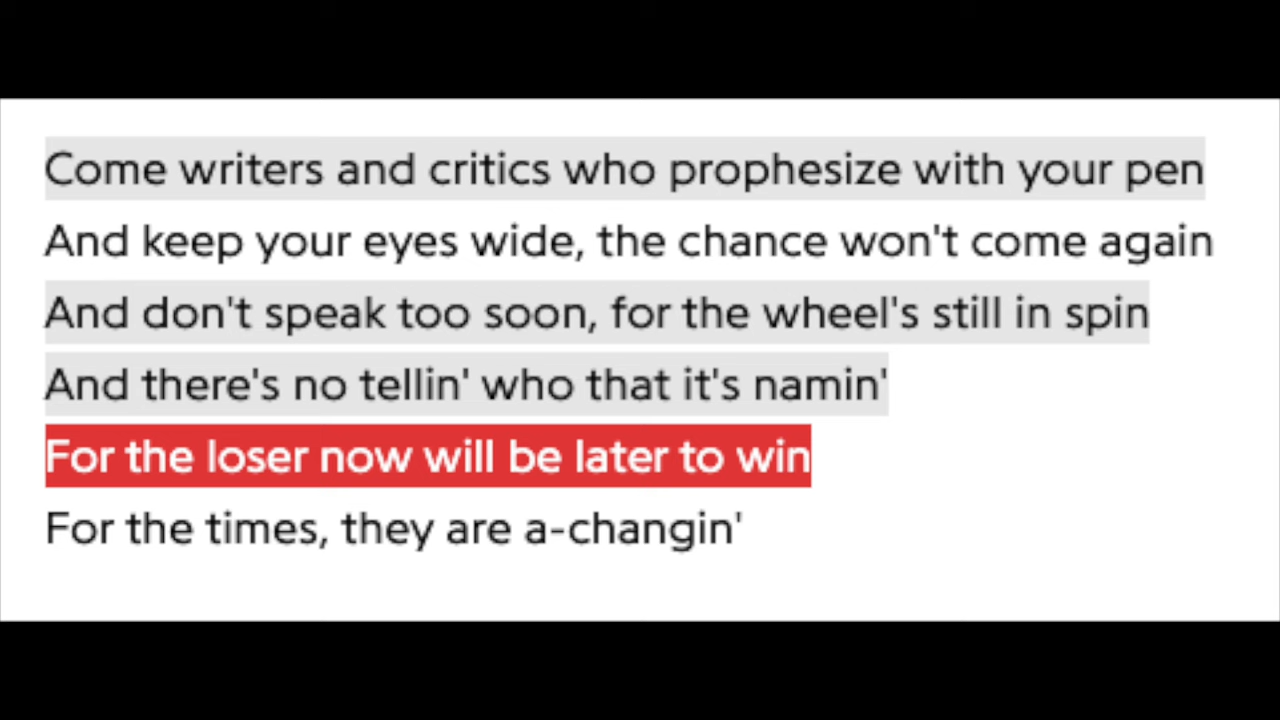 Come writers and critics who prophesize with your pen
And keep your eyes wide, the chance won't come again
And don't speak too soon, for the wheel's still in spin
And there's no tellin' who that it's namin'
For the loser now will be later to win
For the times, they are a-changin'